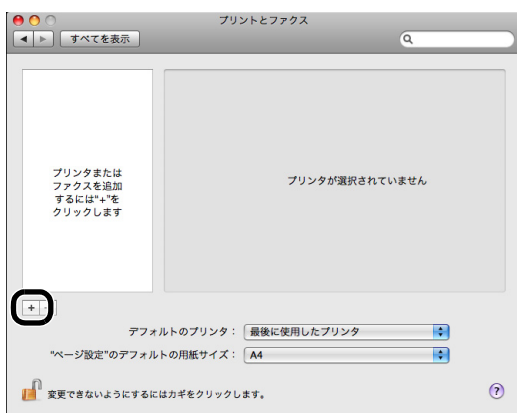 プリントとファクス
すべてを表示
プリンタまたは
ファクスを追加
するには“+”を
クリックします
プリンタが選択されていません
+ -
デフォルトのプリンタ： 最後に使用したプリンタ
“ページ設定”のデフォルトの用紙サイズ： A4
変更できないようにするにはカギをクリックします。
?